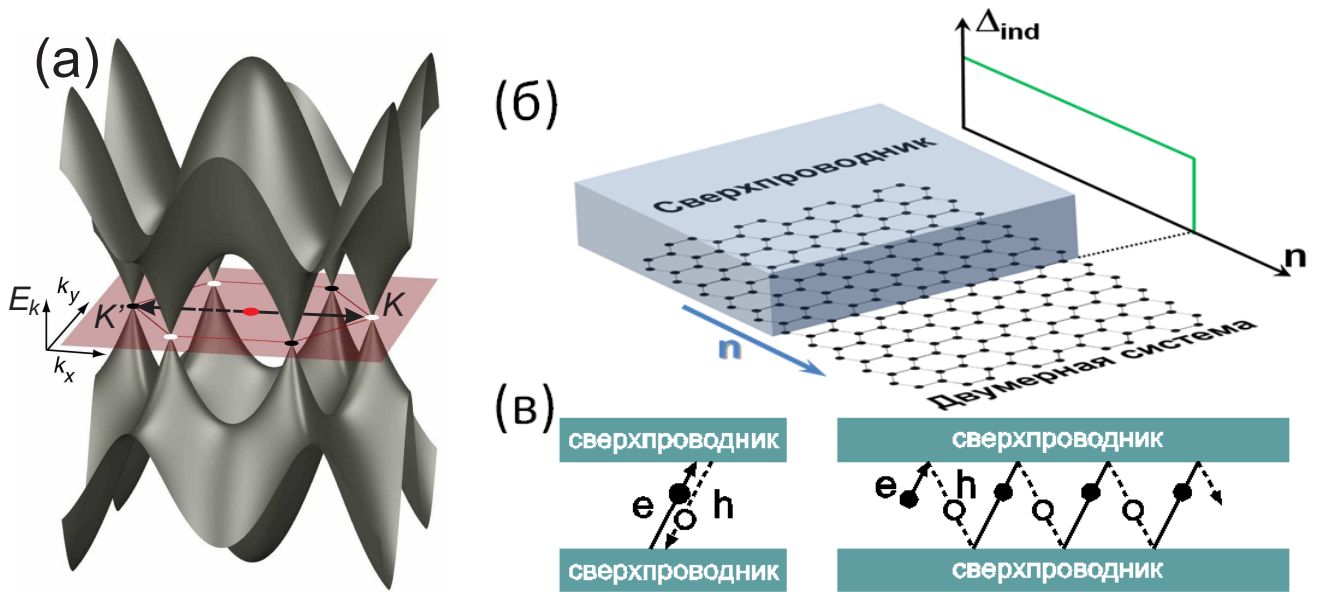 (a)
E_k
k_y
k_x
K'
K
(б)
Δ_ind
n
Сверхпроводник
n
Двумерная система
(в)
сверхпроводник
e
h
сверхпроводник
сверхпроводник
e
h
сверхпроводник